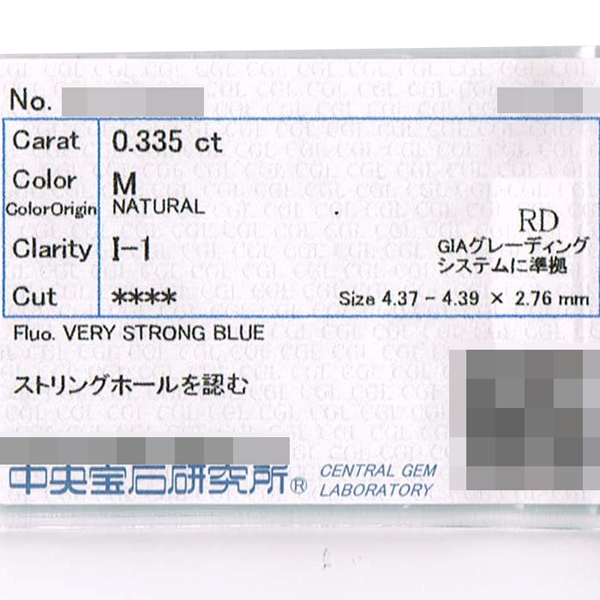 No.
Carat 0.335 ct
Color M
ColorOrigin NATURAL
RD
Clarity I-1
GIAグレーディング
システムに準拠
Cut ****
Size 4.37 - 4.39 × 2.76 mm
Fluo. VERY STRONG BLUE
ストリングホールを認む
中央宝石研究所®
CENTRAL GEM
LABORATORY